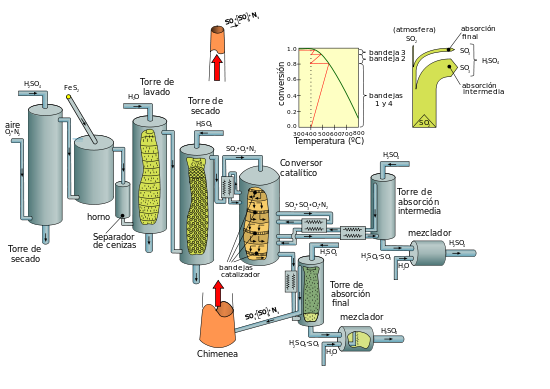 SO₂(SO₃)·N₂
(atmosfera)
SO₂
absorción
final
SO₃
H₂SO₄
SO₃
absorción
intermedia
SO₂
conversión
1.0
0.8
0.6
0.4
0.2
0.0
300 400 500 600 700 800
Temperatura (ºC)
bandeja 3
bandeja 2
bandejas
1 y 4
H₂SO₄
FeS₂
aire
O₂·N₂
H₂O
Torre de
lavado
Torre de
secado
H₂SO₄
SO₂·O₂·N₂
Conversor
catalítico
H₂SO₄
Torre de
absorción
intermedia
SO₂·SO₃·O₂·N₂
horno
Separador
de cenizas
Torre de
secado
bandejas
catalizador
H₂SO₄
mezclador
H₂SO₄
H₂SO₄·SO₃
H₂O
Torre de
absorción
final
SO₂(SO₃)·N₂
Chimenea
mezclador
H₂SO₄
H₂SO₄·SO₃
H₂O